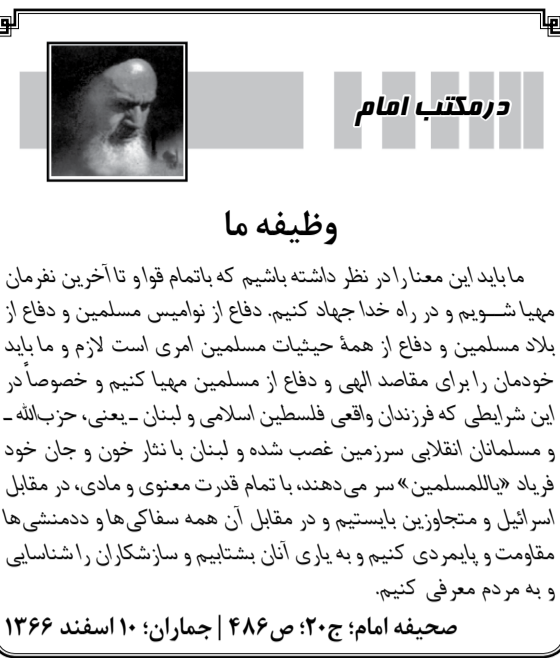 در مکتب امام
وظیفه ما
ما باید این معنا را در نظر داشته باشیم که باتمام قوا و تا آخرین نفرمان
مهیا شــویم و در راه خدا جهاد کنیم. دفاع از نوامیس مسلمین و دفاع از
بلاد مسلمین و دفاع از همهٔ حیثیات مسلمین امری است لازم و ما باید
خودمان را برای مقاصد الهی و دفاع از مسلمین مهیا کنیم و خصوصاً در
این شرایطی که فرزندان واقعی فلسطین اسلامی و لبنان ـ یعنی، حزب‌الله ـ
و مسلمانان انقلابی سرزمین غصب شده و لبنان با نثار خون و جان خود
فریاد «یاللمسلمین» سر می‌دهند، با تمام قدرت معنوی و مادی، در مقابل
اسرائیل و متجاوزین بایستیم و در مقابل آن همه سفاکی‌ها و ددمنشی‌ها
مقاومت و پایمردی کنیم و به یاری آنان بشتابیم و سازشکاران را شناسایی
و به مردم معرفی کنیم.
صحیفه امام؛ ج۲۰؛ ص۴۸۶ | جماران؛ ۱۰ اسفند ۱۳۶۶